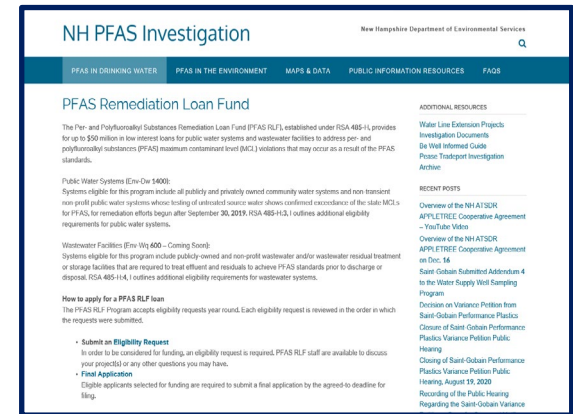 NH PFAS Investigation
New Hampshire Department of Environmental Services
PFAS IN DRINKING WATER
PFAS IN THE ENVIRONMENT
MAPS & DATA
PUBLIC INFORMATION RESOURCES
FAQS
PFAS Remediation Loan Fund
The Per- and Polyfluoroalkyl Substances Remediation Loan Fund (PFAS RLF), established under RSA 485-H, provides
for up to $50 million in low interest loans for public water systems and wastewater facilities to address per- and
polyfluoroalkyl substances (PFAS) maximum contaminant level (MCL) violations that may occur as a result of the PFAS
standards.
Public Water Systems (Env-Dw 1400):
Systems eligible for this program include all publicly and privately owned community water systems and non-transient
non-profit public water systems whose testing of untreated source water shows confirmed exceedance of the state MCLs
for PFAS, for remediation efforts begun after September 30, 2019. RSA 485-H:3, I outlines additional eligibility
requirements for public water systems.
Wastewater Facilities (Env-Wq 600 – Coming Soon):
Systems eligible for this program include publicly-owned and non-profit wastewater and/or wastewater residual treatment
or storage facilities that are required to treat effluent and residuals to achieve PFAS standards prior to discharge or
disposal. RSA 485-H:4, I outlines additional eligibility requirements for wastewater systems.
How to apply for a PFAS RLF loan
The PFAS RLF Program accepts eligibility requests year round. Each eligibility request is reviewed in the order in which
the requests were submitted.
• Submit an Eligibility Request
In order to be considered for funding, an eligibility request is required. PFAS RLF staff are available to discuss
your project(s) or any other questions you may have.
• Final Application
Eligible applicants selected for funding are required to submit a final application by the agreed-to deadline for
filing.
ADDITIONAL RESOURCES
Water Line Extension Projects
Investigation Documents
Be Well Informed Guide
Pease Tradeport Investigation
Archive
RECENT POSTS
Overview of the NH ATSDR
APPLETREE Cooperative Agreement
– YouTube Video
Overview of the NH ATSDR
APPLETREE Cooperative Agreement
on Dec. 16
Saint-Gobain Submitted Addendum 4
to the Water Supply Well Sampling
Program
Decision on Variance Petition from
Saint-Gobain Performance Plastics
Closure of Saint-Gobain Performance
Plastics Variance Petition Public
Hearing
Closing of Saint-Gobain Performance
Plastics Variance Petition Public
Hearing, August 19, 2020
Recording of the Public Hearing
Regarding the Saint-Gobain Variance